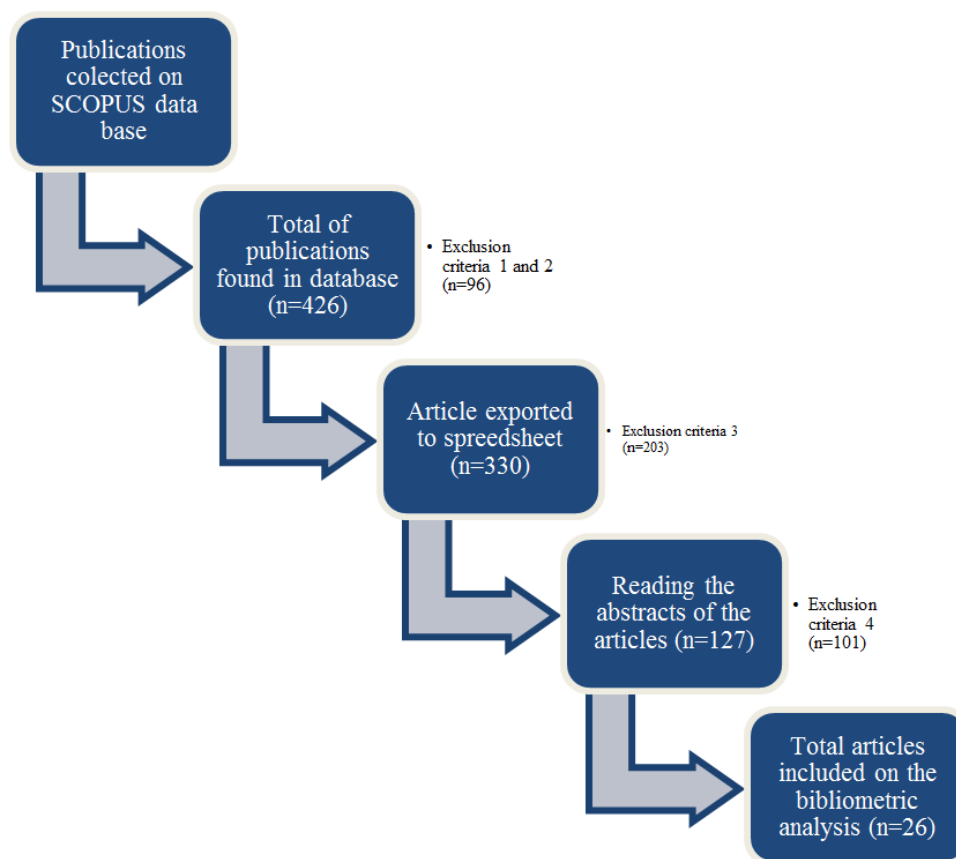 Publications
colected on
SCOPUS data
base
Total of
publications
found in database
(n=426)
• Exclusion
criteria 1 and 2
(n=96)
Article exported
to spreedsheet
(n=330)
• Exclusion criteria 3
(n=203)
Reading the
abstracts of the
articles (n=127)
• Exclusion
criteria 4
(n=101)
Total articles
included on the
bibliometric
analysis (n=26)